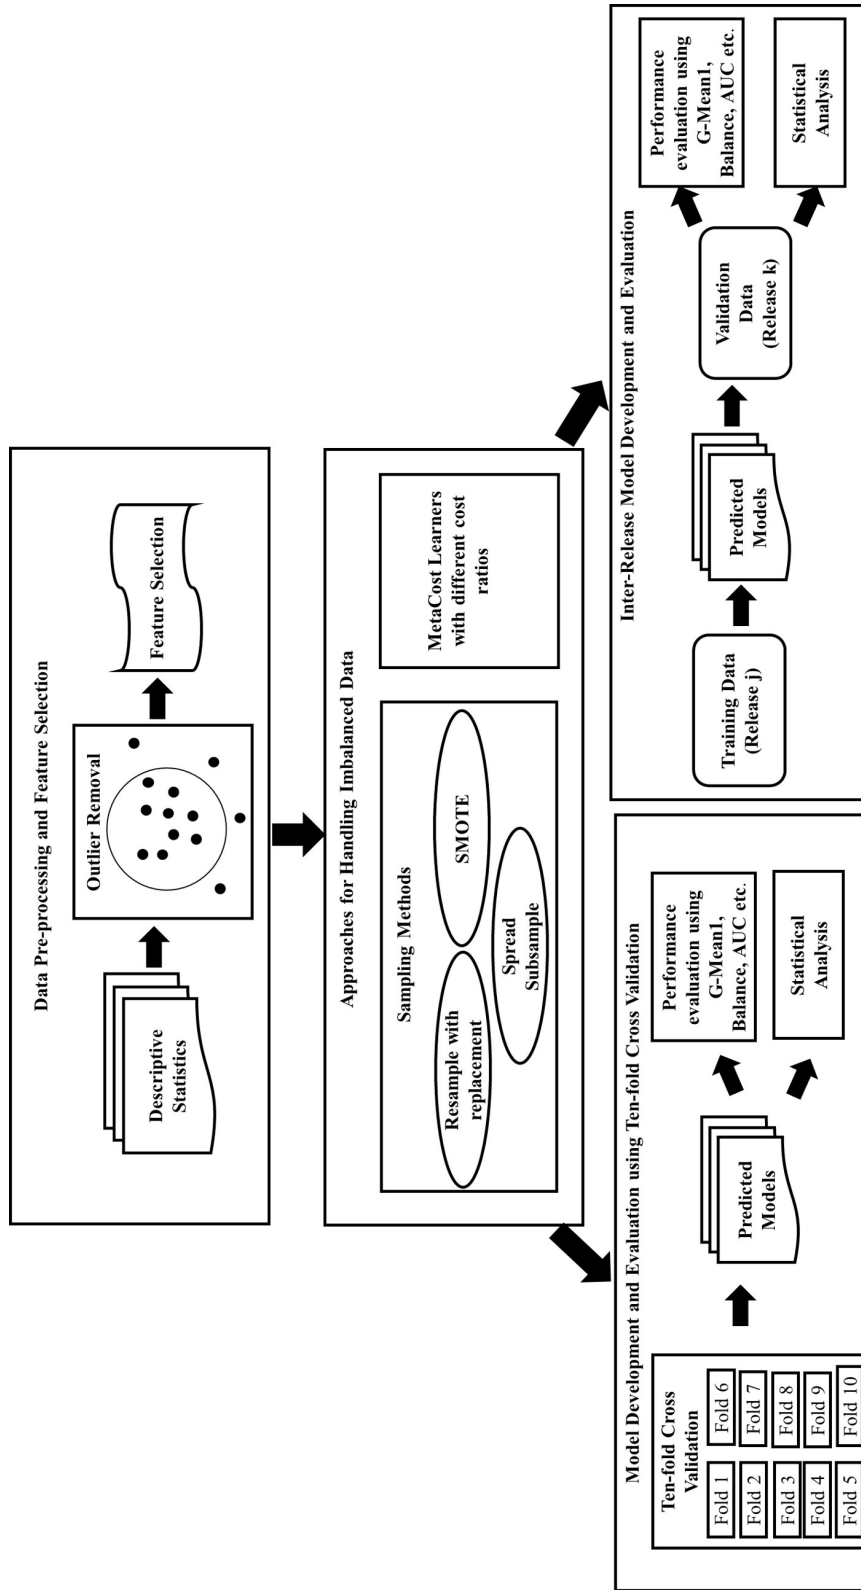 Data Pre-processing and Feature Selection
Descriptive
Statistics
Outlier Removal
Feature Selection
Approaches for Handling Imbalanced Data
Sampling Methods
Resample with
replacement
SMOTE
Spread
Subsample
MetaCost Learners
with different cost
ratios
Model Development and Evaluation using Ten-fold Cross Validation
Ten-fold Cross
Validation
Fold 1
Fold 6
Fold 2
Fold 7
Fold 3
Fold 8
Fold 4
Fold 9
Fold 5
Fold 10
Predicted
Models
Performance
evaluation using
G-Mean1,
Balance, AUC etc.
Statistical
Analysis
Inter-Release Model Development and Evaluation
Training Data
(Release j)
Predicted
Models
Validation
Data
(Release k)
Performance
evaluation using
G-Mean1,
Balance, AUC etc.
Statistical
Analysis